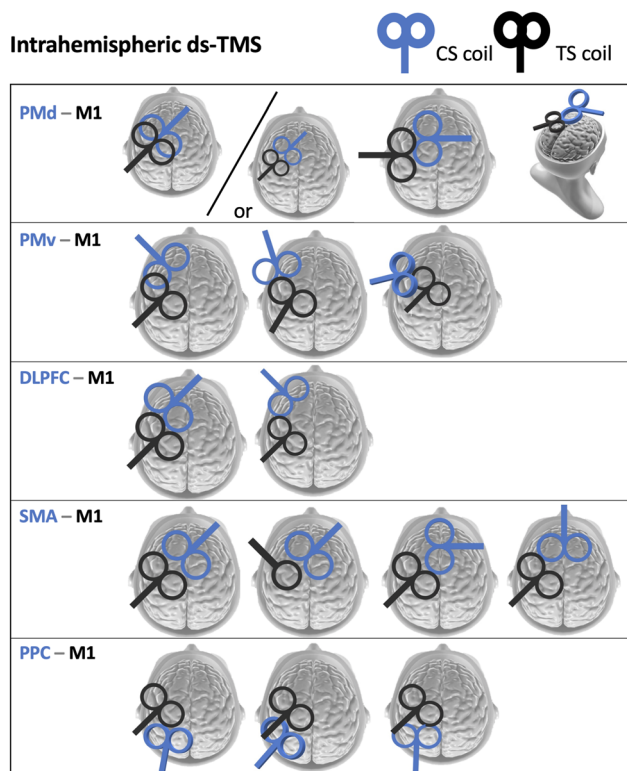 Intrahemispheric ds-TMS
CS coil
TS coil
PMd – M1
or
PMv – M1
DLPFC – M1
SMA – M1
PPC – M1